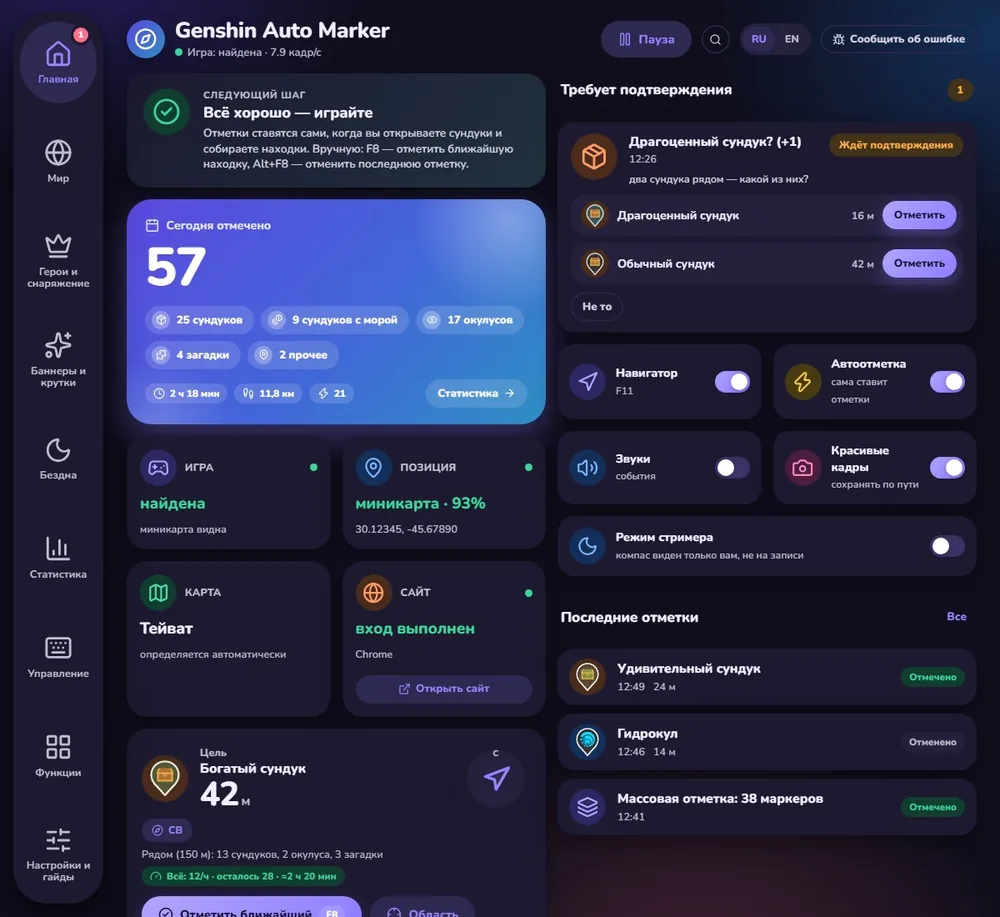 1
Главная
Мир
Герои и
снаряжение
Баннеры и
крутки
Бездна
Статистика
Управление
Функции
Настройки и
гайды
Genshin Auto Marker
Игра: найдена · 7.9 кадр/с
Пауза
RU
EN
Сообщить об ошибке
СЛЕДУЮЩИЙ ШАГ
Всё хорошо — играйте
Отметки ставятся сами, когда вы открываете сундуки и
собираете находки. Вручную: F8 — отметить ближайшую
находку, Alt+F8 — отменить последнюю отметку.
Сегодня отмечено
57
25 сундуков
9 сундуков с морой
17 окулусов
4 загадки
2 прочее
2 ч 18 мин
11,8 км
21
Статистика →
ИГРА
найдена
миникарта видна
ПОЗИЦИЯ
миникарта · 93%
30.12345, -45.67890
КАРТА
Тейват
определяется автоматически
САЙТ
вход выполнен
Chrome
Открыть сайт
Цель
Богатый сундук
42 м
С
СВ
Рядом (150 м): 13 сундуков, 2 окулуса, 3 загадки
Всё: 12/ч · осталось 28 · ≈2 ч 20 мин
Отметить ближайший F8
Область
Требует подтверждения
1
Драгоценный сундук? (+1)
12:26
Ждёт подтверждения
два сундука рядом — какой из них?
Драгоценный сундук
16 м
Отметить
Обычный сундук
42 м
Отметить
Не то
Навигатор
F11
Автоотметка
сама ставит
отметки
Звуки
события
Красивые
кадры
сохранять по пути
Режим стримера
компас виден только вам, не на записи
Последние отметки
Все
Удивительный сундук
12:49 24 м
Отмечено
Гидрокул
12:46 14 м
Отменено
Массовая отметка: 38 маркеров
12:41
Отмечено